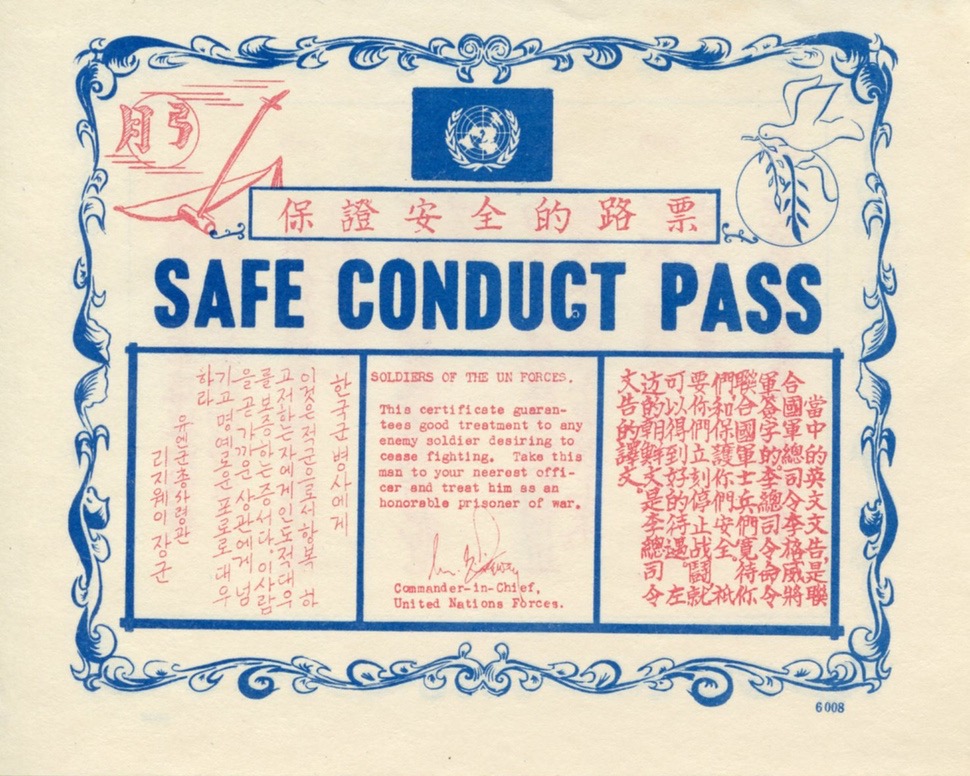 月弓
保證安全的路票
SAFE CONDUCT PASS
한국군 병사에게
이것은적군으로서항복 하
고저하는자에게인도적대우
를보증하는증서다.이사람
을곧가까운상관에게 넘
기고명예로운포로로대우
하라
유엔군총사령관
리지웨이장군
SOLDIERS OF THE UN FORCES.
This certificate guaran-
tees good treatment to any
enemy soldier desiring to
cease fighting. Take this
man to your nearest offi-
cer and treat him as an
honorable prisoner of war.
Commander-in-Chief,
United Nations Forces.
當中的英文文告,是聯
合國軍總司令李格威將
軍簽字的.李總司令命令
聯合國軍士兵們寬待你
們和保護你們安全.祇
要你們立刻停止战鬪就
可以得到好的待遇.左
边的朝鮮文是李總司令
文告的譯文.
6008